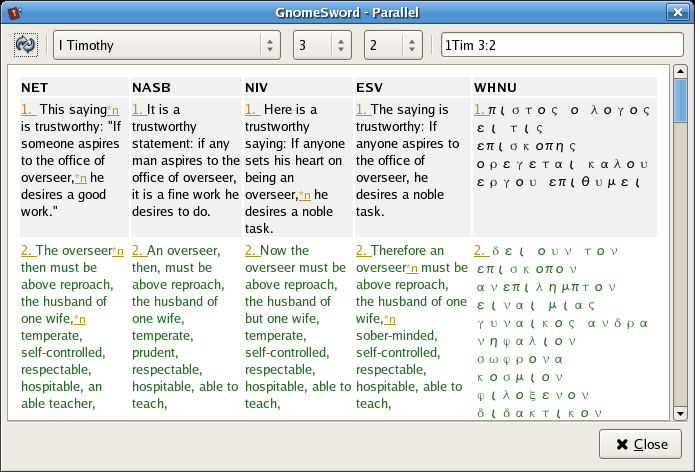 GnomeSword - Parallel
I Timothy
3
2
1Tim 3:2
NET
1. This saying*n
is trustworthy: "If
someone aspires
to the office of
overseer,*n he
desires a good
work."
2. The overseer*n
then must be
above reproach,
the husband of
one wife,*n
temperate,
self-controlled,
respectable,
hospitable, an
able teacher,
NASB
1. It is a
trustworthy
statement: if any
man aspires to the
office of overseer,
it is a fine work he
desires to do.
2. An overseer,
then, must be
above reproach,
the husband of
one wife,
temperate,
prudent,
respectable,
hospitable, able to
teach,
NIV
1. Here is a
trustworthy
saying: If anyone
sets his heart on
being an
overseer,*n he
desires a noble
task.
2. Now the
overseer must be
above reproach,
the husband of
but one wife,
temperate,
self-controlled,
respectable,
hospitable, able to
teach,
ESV
1. The saying is
trustworthy: If
anyone aspires to
the office of
overseer, he
desires a noble
task.
2. Therefore an
overseer*n must be
above reproach,
the husband of one
wife,*n
sober-minded,
self-controlled,
respectable,
hospitable, able to
teach,
WHNU
1. πιστος ο λογος
ει τις
επισκοπης
ορεγεται καλου
εργου επιθυμει
2. δει ουν τον
επισκοπον
ανεπιλημπτον
ειναι μιας
γυναικος ανδρα
νηφαλιον
σωφρονα
κοσμιον
φιλοξενον
διδακτικον
Close